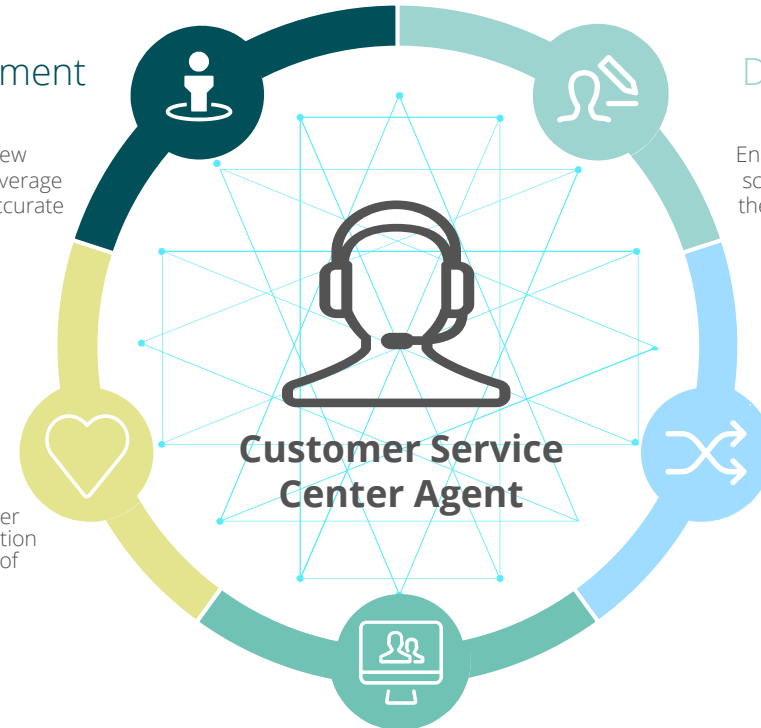 ment
D
ew
verage
ccurate
En
sc
the
Customer Service
Center Agent
er
tion
of